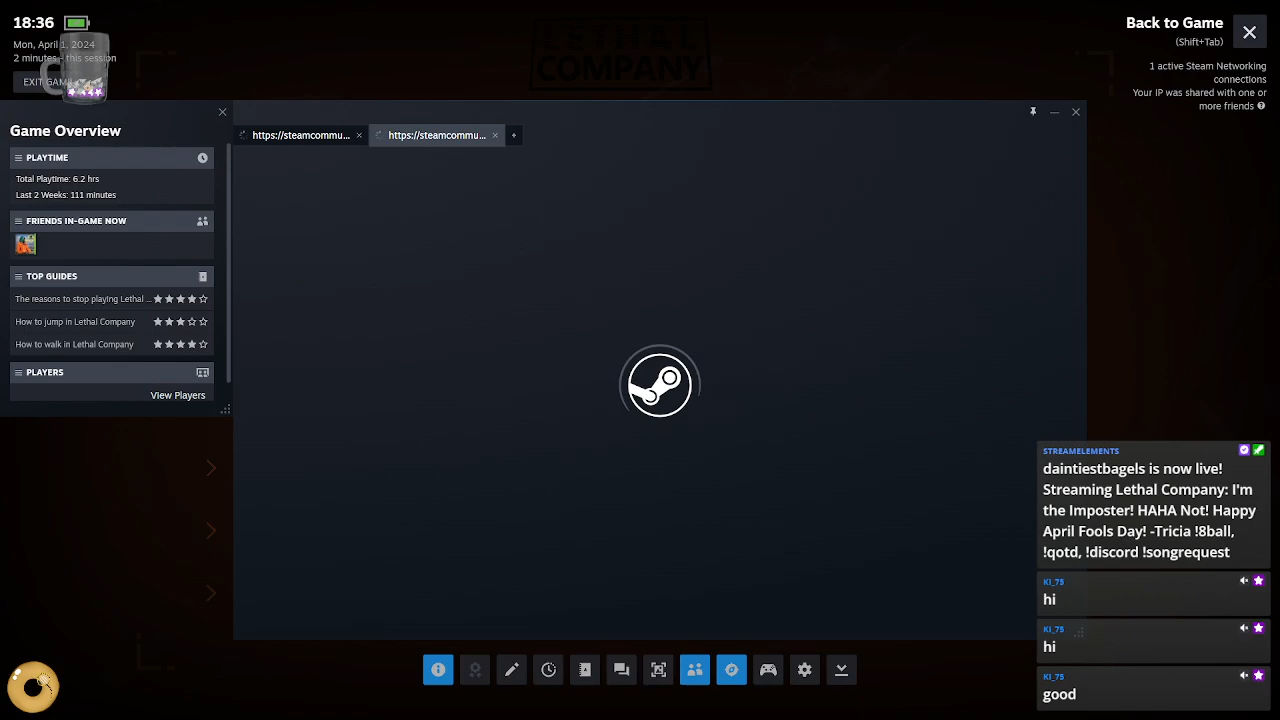 18:36
Mon, April 1, 2024
2 minutes - this session
EXIT GAME
LETHAL
COMPANY
Back to Game
(Shift+Tab)
1 active Steam Networking
connections
Your IP was shared with one or
more friends
Game Overview
PLAYTIME
Total Playtime: 6.2 hrs
Last 2 Weeks: 111 minutes
FRIENDS IN-GAME NOW
TOP GUIDES
The reasons to stop playing Lethal ...
How to jump in Lethal Company
How to walk in Lethal Company
PLAYERS
View Players
https://steamcommu...
https://steamcommu...
STREAMELEMENTS
daintiestbagels is now live!
Streaming Lethal Company: I'm
the Imposter! HAHA Not! Happy
April Fools Day! -Tricia !8ball,
!qotd, !discord !songrequest
KI_75
hi
KI_75
hi
KI_75
good